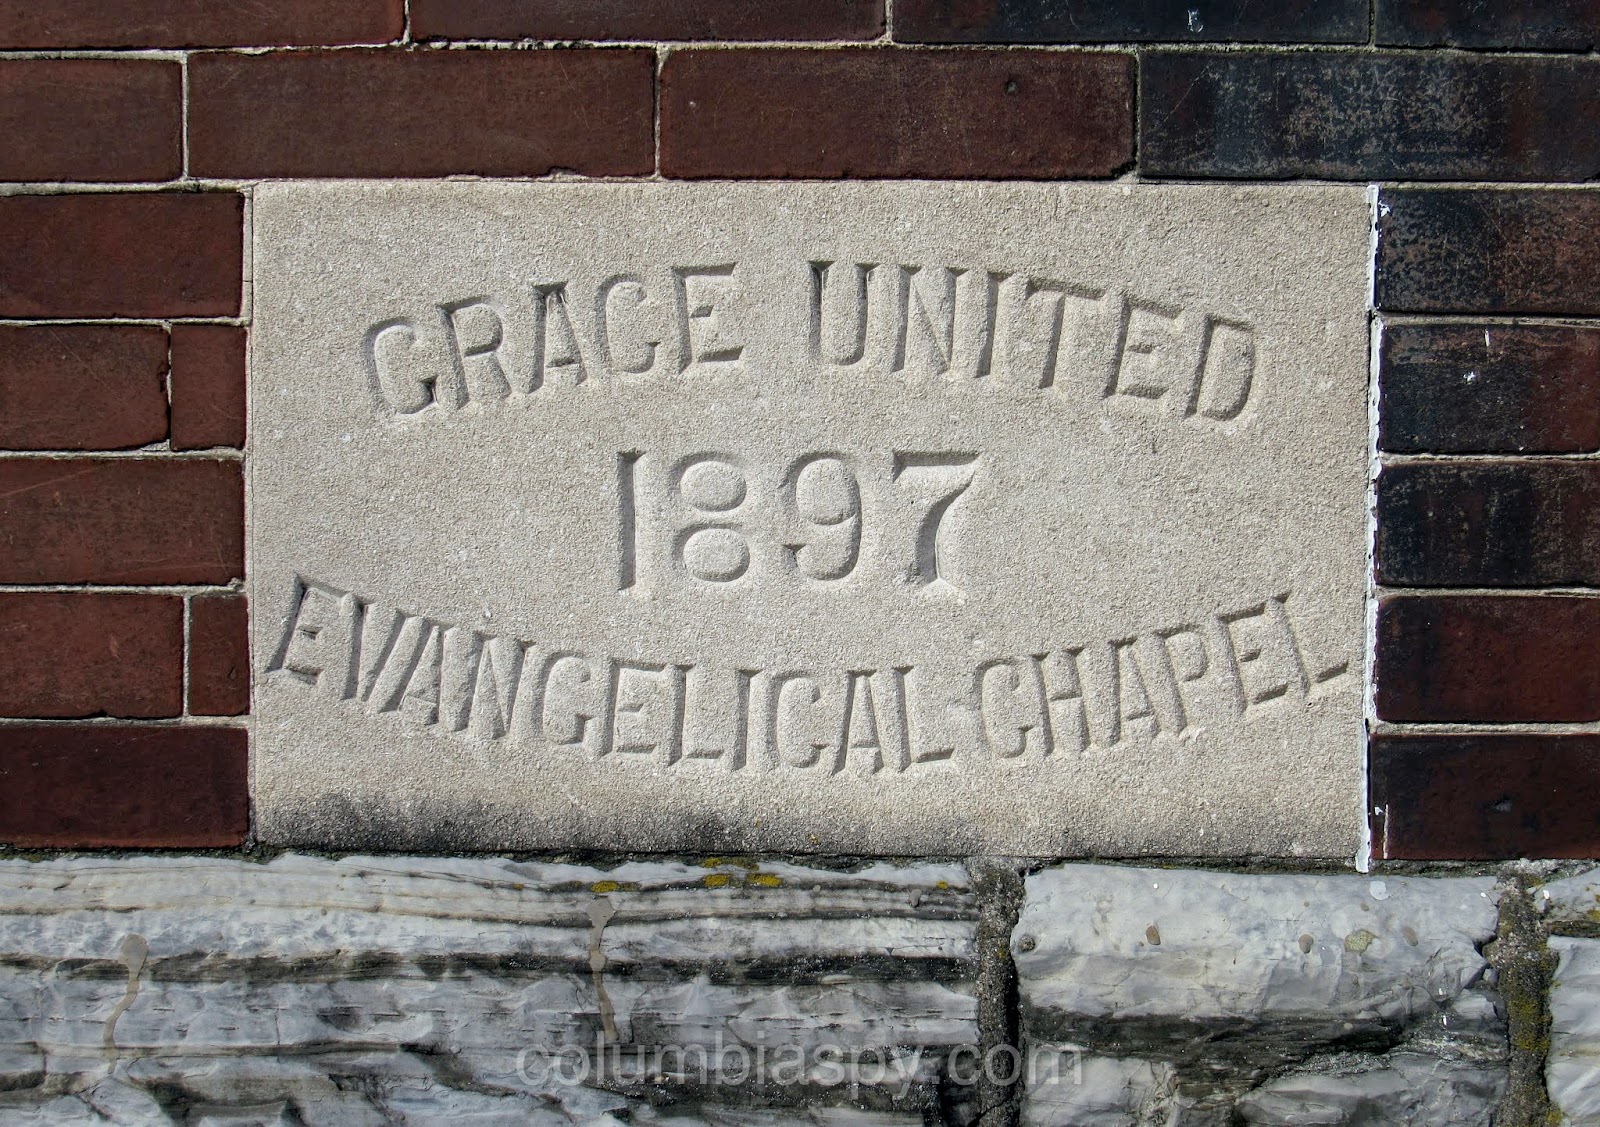 GRACE UNITED
1897
EVANGELICAL CHAPEL
columbiaspy.com